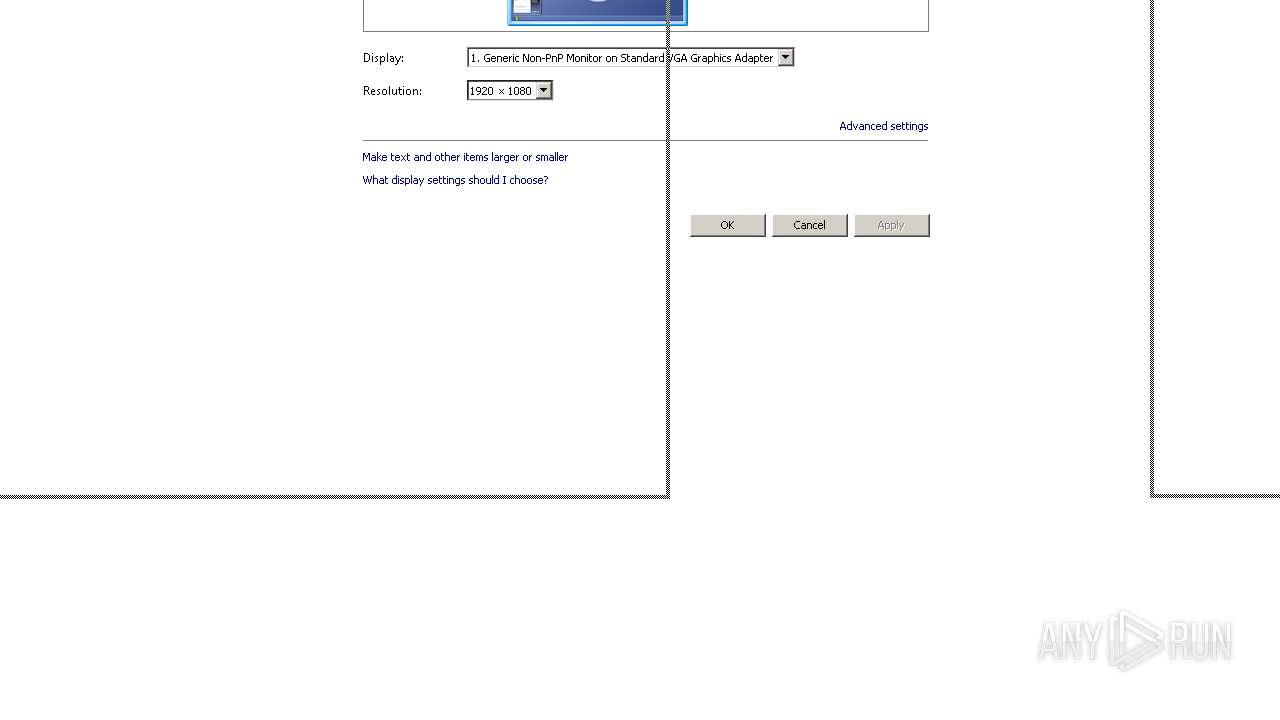 Display:
1. Generic Non-PnP Monitor on Standard VGA Graphics Adapter
Resolution:
1920 × 1080
Advanced settings
Make text and other items larger or smaller
What display settings should I choose?
OK
Cancel
Apply
ANY RUN